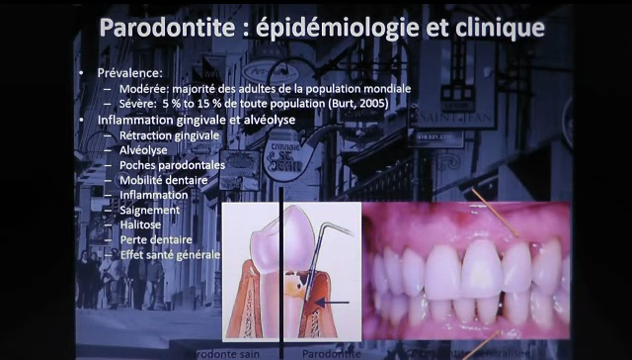 Parodontite : épidémiologie et clinique
• Prévalence:
– Modérée: majorité des adultes de la population mondiale
– Sévère: 5 % to 15 % de toute population (Burt, 2005)
• Inflammation gingivale et alvéolyse
– Rétraction gingivale
– Alvéolyse
– Poches parodontales
– Mobilité dentaire
– Inflammation
– Saignement
– Halitose
– Perte dentaire
– Effet santé générale
SAINT JEAN
Parodontite